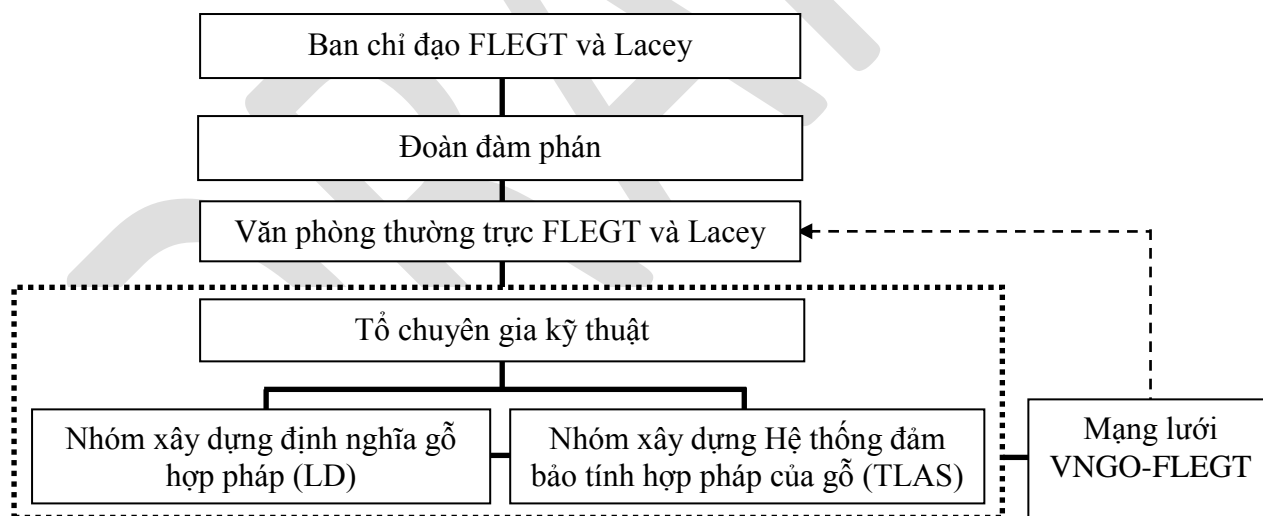 Ban chỉ đạo FLEGT và Lacey
Đoàn đàm phán
Văn phòng thường trực FLEGT và Lacey
Tổ chuyên gia kỹ thuật
Nhóm xây dựng định nghĩa gỗ
hợp pháp (LD)
Nhóm xây dựng Hệ thống đảm
bảo tính hợp pháp của gỗ (TLAS)
Mạng lưới
VNGO-FLEGT